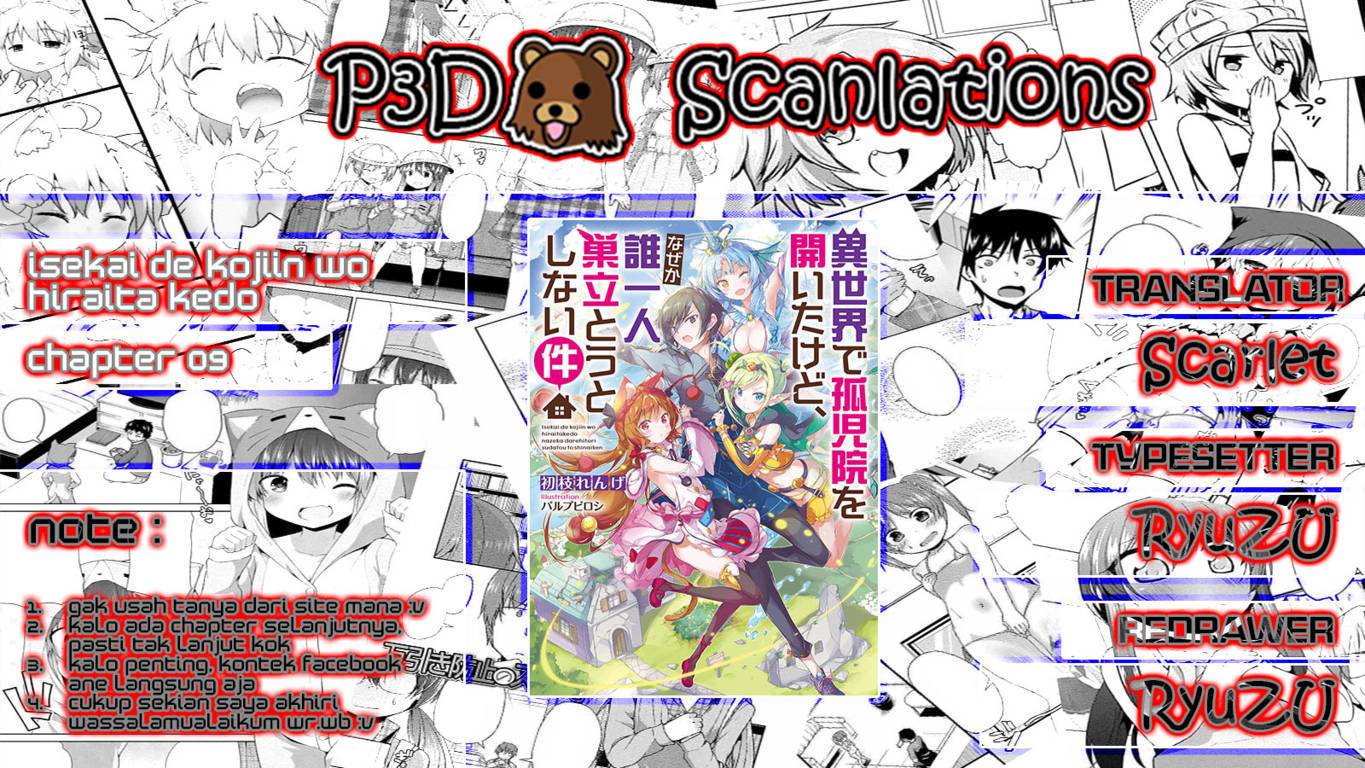 P3D Scanlations
isekai de kojiin wo
hiraita kedo
chapter 09
note :
1. gak usah tanya dari site mana :v
2. kalo ada chapter selanjutnya,
pasti tak lanjut kok
3. kalo penting, kontek facebook
ane langsung aja
4. cukup sekian saya akhiri
wassalamualaikum wr.wb :v
異世界で孤児院を
開いたけど、
なぜか
誰一人
巣立とうと
しない件
isekai de kojiin wo
hiraitakedo
nazeka darehitori
sudatou to shinaiken
初枝れんげ
Illustration
パルプピロシ
TRANSLATOR
Scarlet
TYPESETTER
RyuZU
REDRAWER
RyuZU